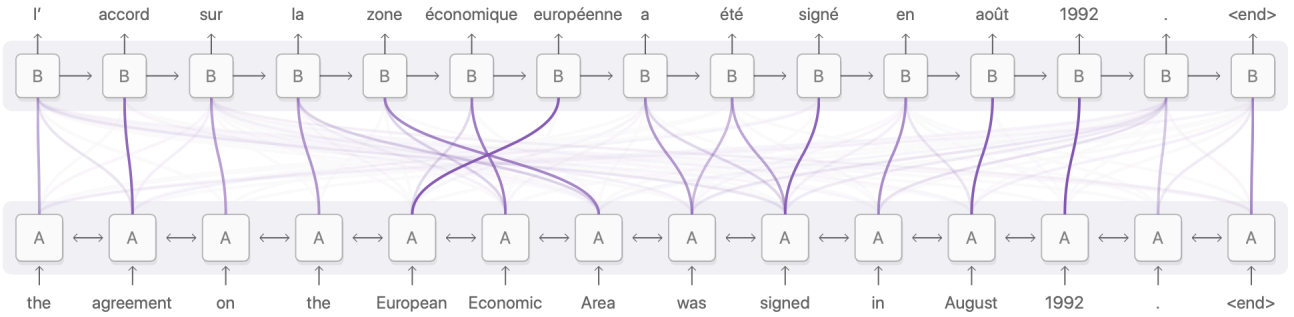 l' accord sur la zone économique européenne a été signé en août 1992 . <end>
B B B B B B B B B B B B B B B
A A A A A A A A A A A A A A
the agreement on the European Economic Area was signed in August 1992 . <end>